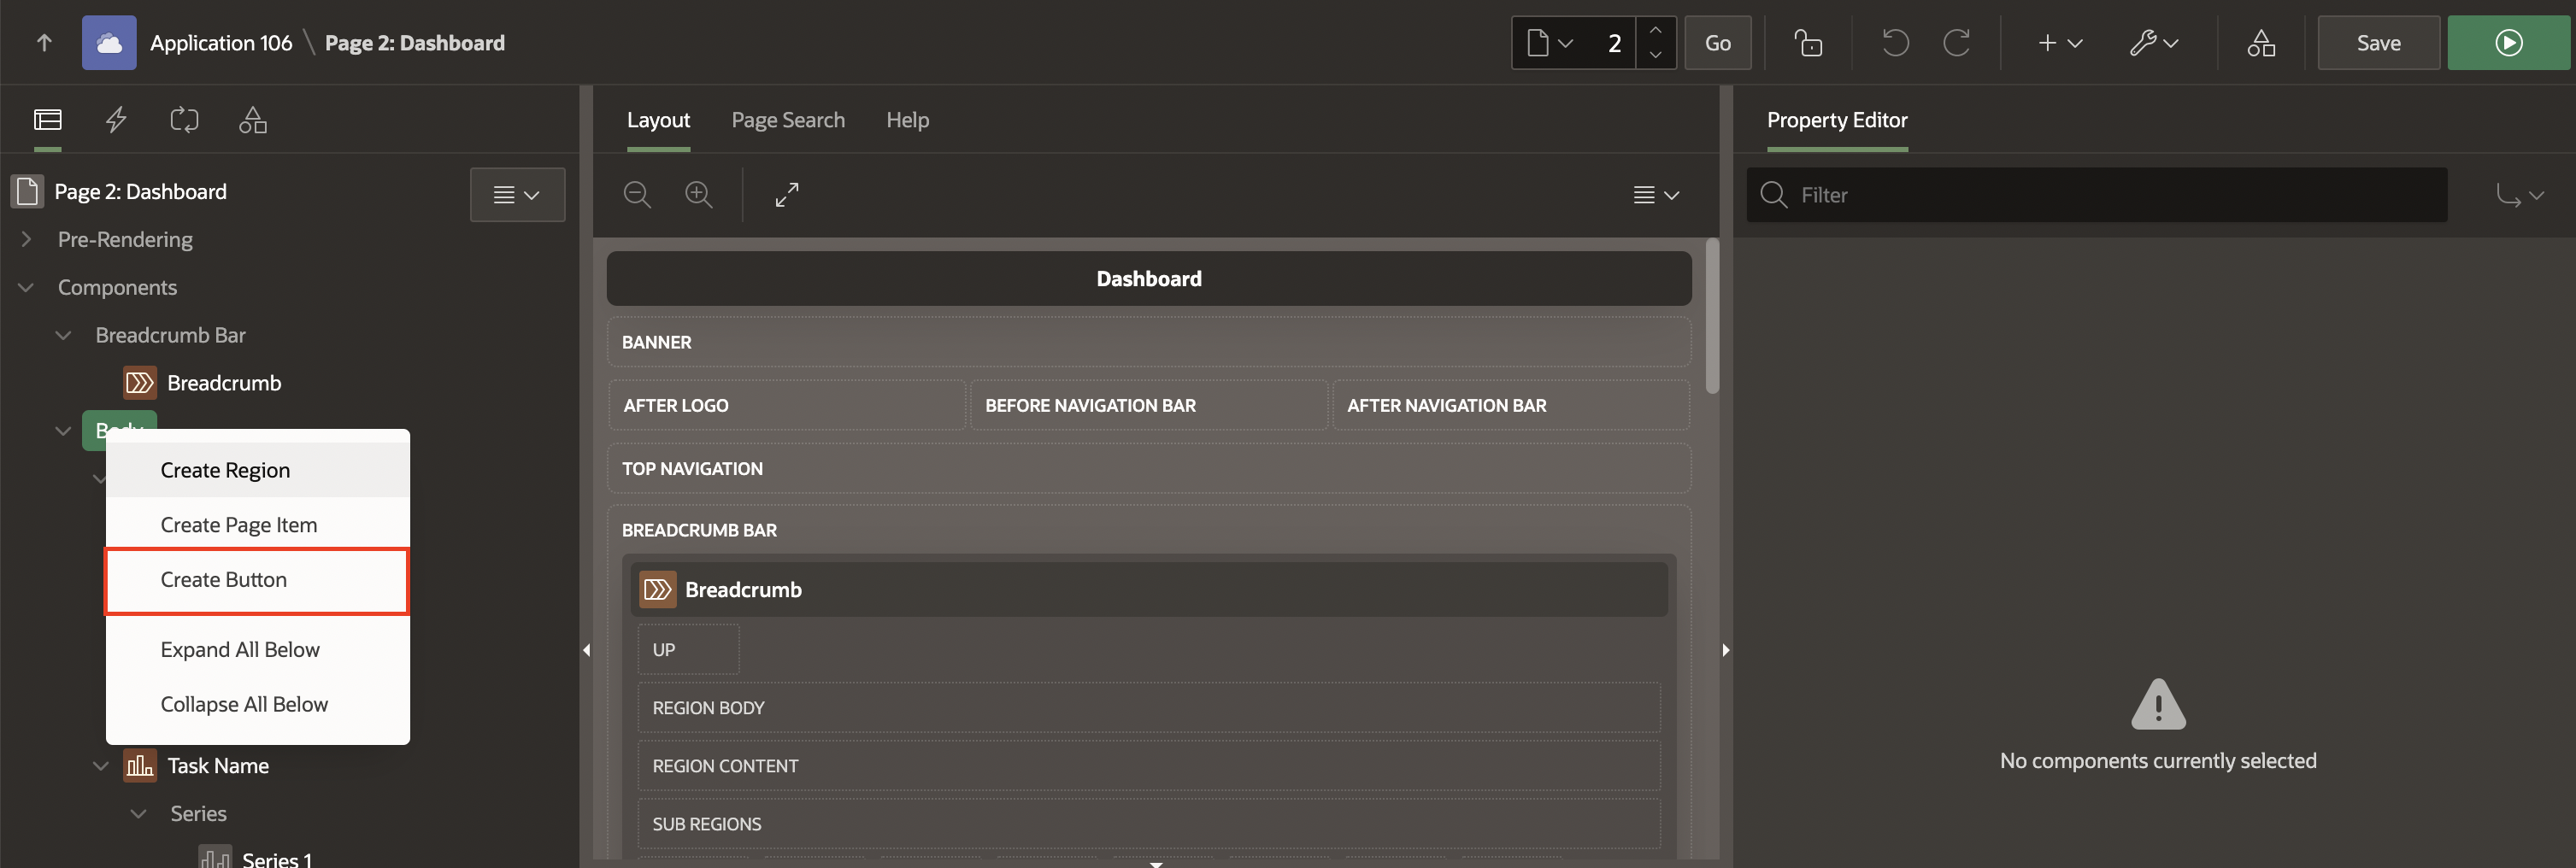 Application 106 \ Page 2: Dashboard
2
Go
Save
Layout
Page Search
Help
Property Editor
Page 2: Dashboard
Filter
Pre-Rendering
Components
Breadcrumb Bar
Breadcrumb
Body
Create Region
Create Page Item
Create Button
Expand All Below
Collapse All Below
Task Name
Series
Series 1
Dashboard
BANNER
AFTER LOGO
BEFORE NAVIGATION BAR
AFTER NAVIGATION BAR
TOP NAVIGATION
BREADCRUMB BAR
Breadcrumb
UP
REGION BODY
REGION CONTENT
SUB REGIONS
No components currently selected